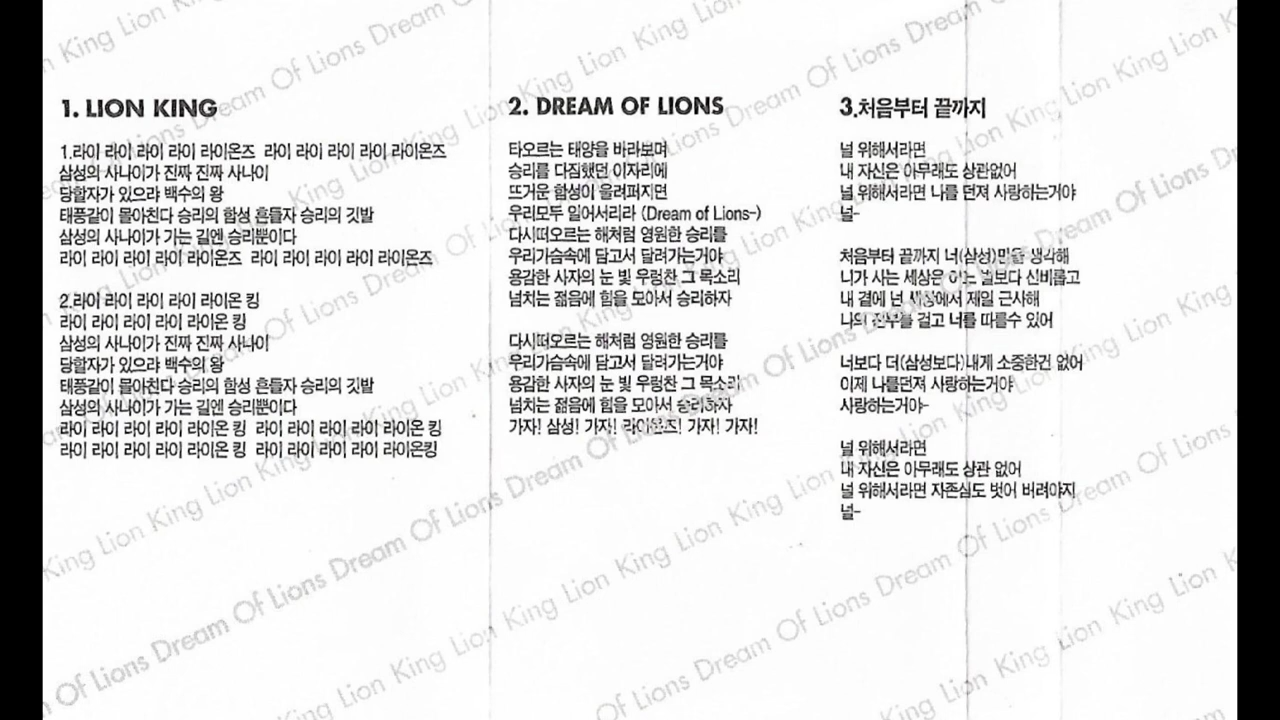 1. LION KING
1.라이 라이 라이 라이 라이온즈 라이 라이 라이 라이 라이온즈
삼성의 사나이가 진짜 진짜 사나이
당할자가 있으랴 백수의 왕
태풍같이 몰아친다 승리의 함성 흔들자 승리의 깃발
삼성의 사나이가 가는 길엔 승리뿐이다
라이 라이 라이 라이 라이온즈 라이 라이 라이 라이 라이온즈
2.라이 라이 라이 라이 라이온 킹
라이 라이 라이 라이 라이온 킹
삼성의 사나이가 진짜 진짜 사나이
당할자가 있으랴 백수의 왕
태풍같이 몰아친다 승리의 함성 흔들자 승리의 깃발
삼성의 사나이가 가는 길엔 승리뿐이다
라이 라이 라이 라이 라이온 킹 라이 라이 라이 라이 라이온 킹
라이 라이 라이 라이 라이온 킹 라이 라이 라이 라이 라이온킹
2. DREAM OF LIONS
타오르는 태양을 바라보며
승리를 다짐했던 이자리에
뜨거운 함성이 울려퍼지면
우리모두 일어서리라 (Dream of Lions~)
다시떠오르는 해처럼 영원한 승리를
우리가슴속에 담고서 달려가는거야
용감한 사자의 눈 빛 우렁찬 그 목소리
넘치는 젊음에 힘을 모아서 승리하자
다시떠오르는 해처럼 영원한 승리를
우리가슴속에 담고서 달려가는거야
용감한 사자의 눈 빛 우렁찬 그 목소리
넘치는 젊음에 힘을 모아서 승리하자
가자! 삼성! 가자! 라이온즈! 가자! 가자!
3.처음부터 끝까지
널 위해서라면
내 자신은 아무래도 상관없어
널 위해서라면 나를 던져 사랑하는거야
널~
처음부터 끝까지 너(삼성)만을 생각해
니가 사는 세상은 별보다 신비롭고
내 곁에 넌 세상에서 제일 근사해
나의 전부를 걸고 너를 따를수 있어
너보다 더(삼성보다)내게 소중한건 없어
이제 나를던져 사랑하는거야
사랑하는거야~
널 위해서라면
내 자신은 아무래도 상관 없어
널 위해서라면 자존심도 벗어 버려야지
널~